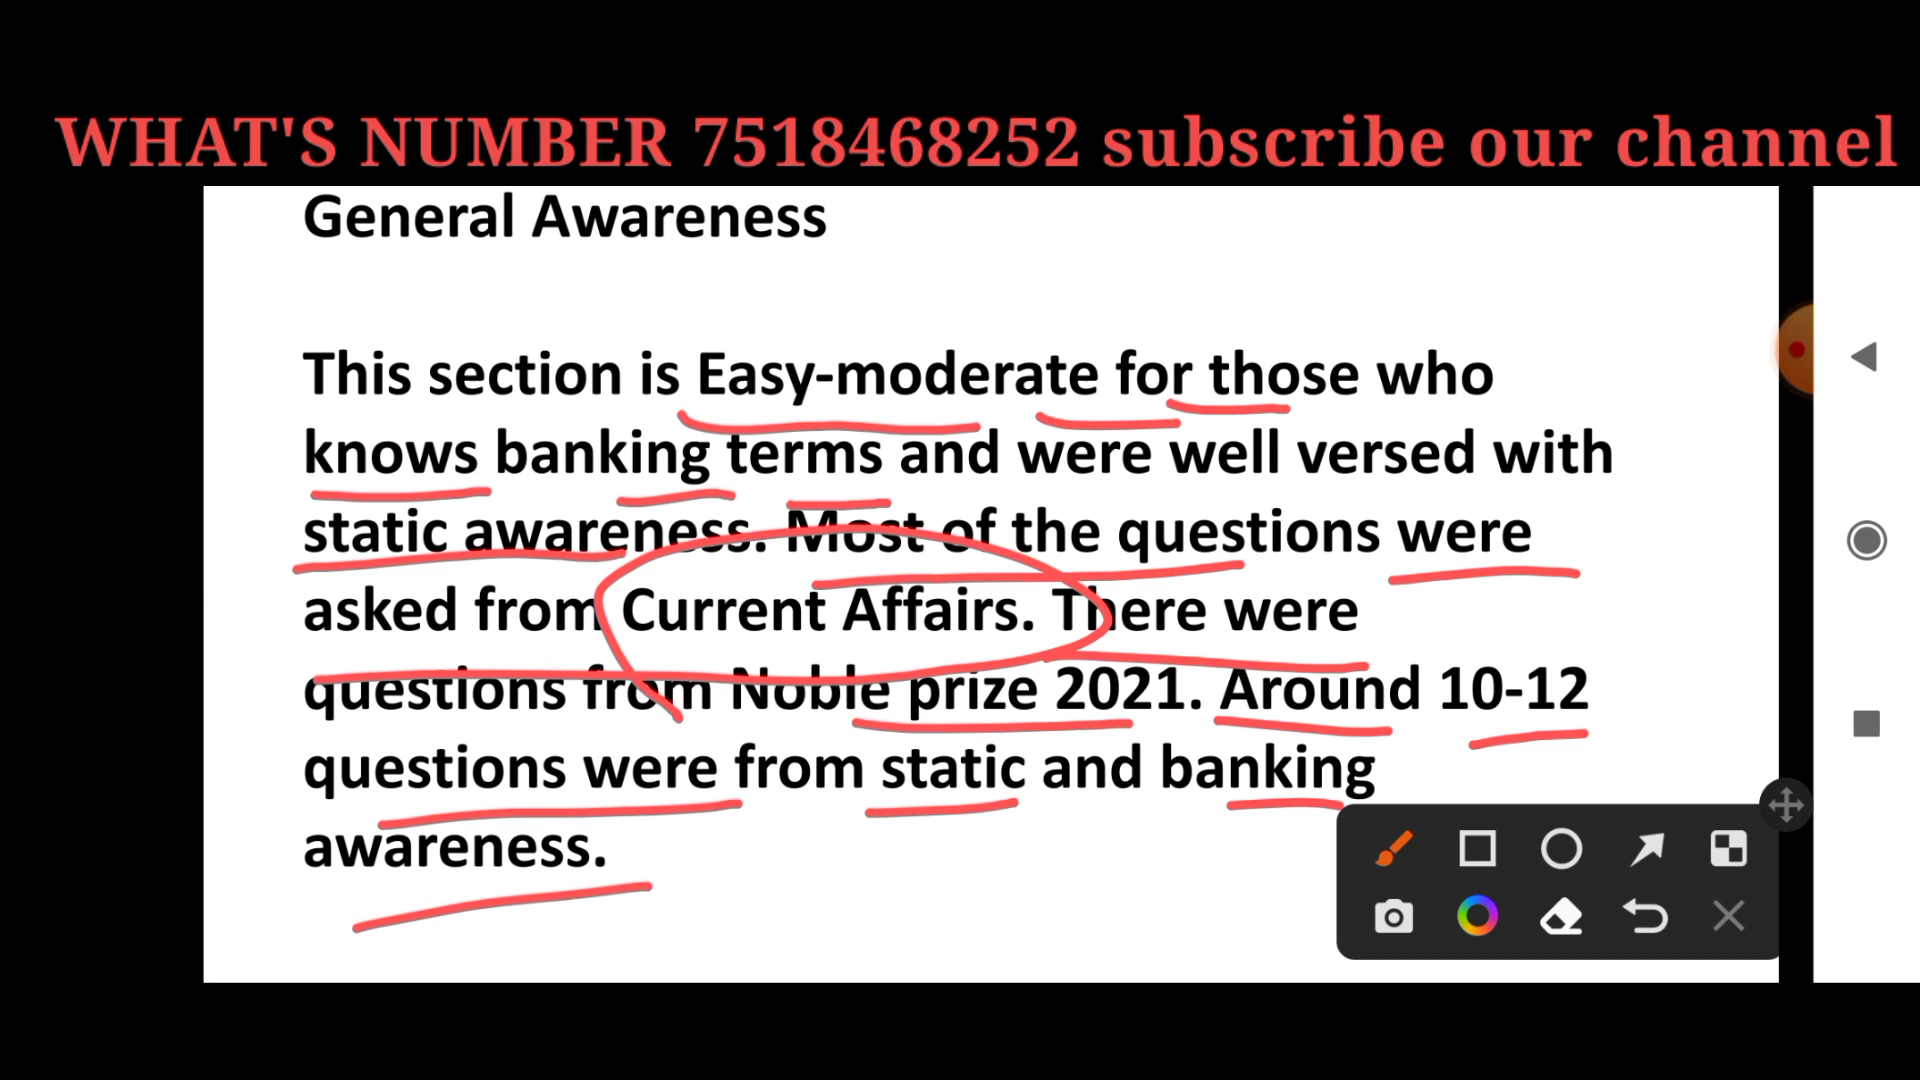 WHAT'S NUMBER 7518468252 subscribe our channel
General Awareness
This section is Easy-moderate for those who
knows banking terms and were well versed with
static awareness. Most of the questions were
asked from Current Affairs. There were
questions from Noble prize 2021. Around 10-12
questions were from static and banking
awareness.